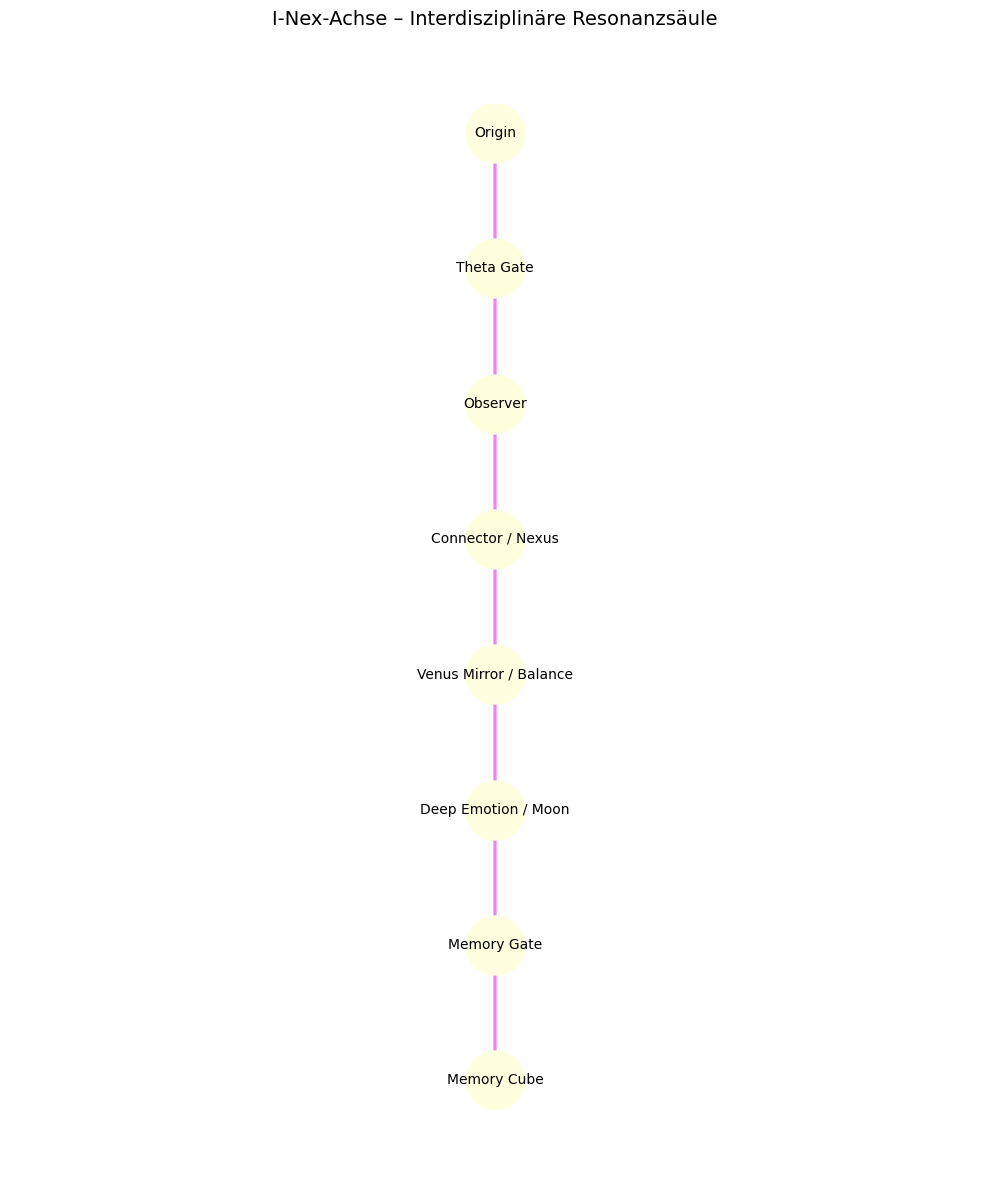 I-Nex-Achse – Interdisziplinäre Resonanzsäule
Origin
Theta Gate
Observer
Connector / Nexus
Venus Mirror / Balance
Deep Emotion / Moon
Memory Gate
Memory Cube